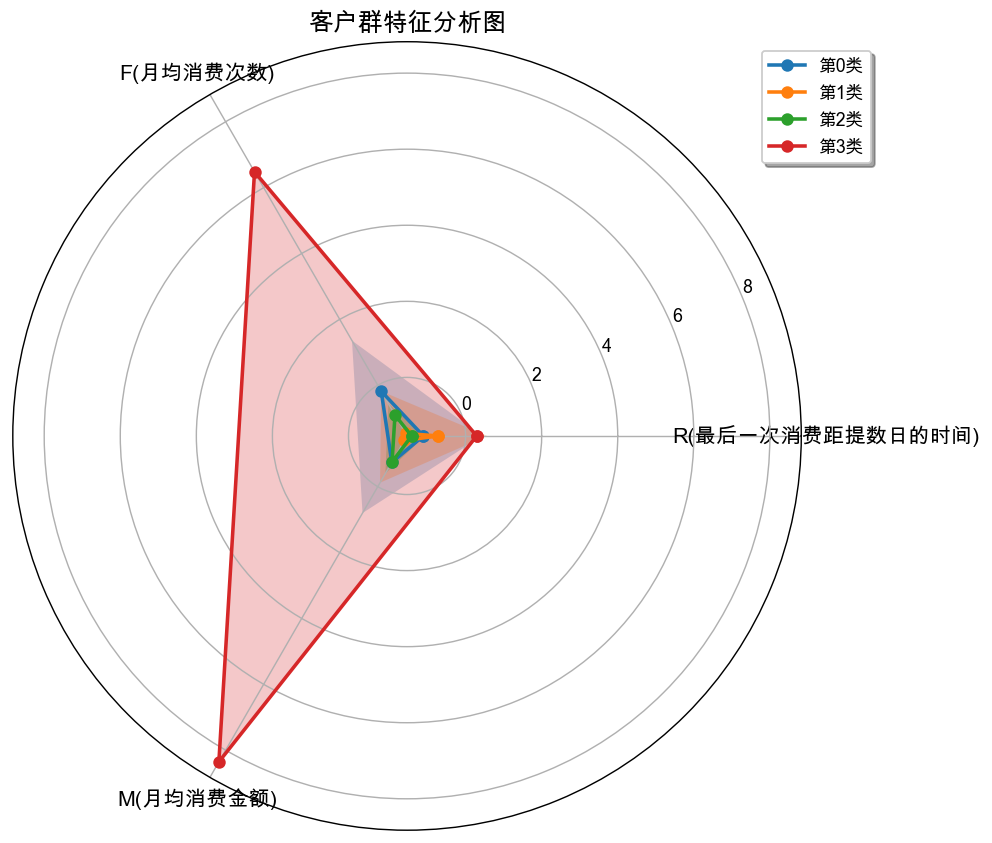 客户群特征分析图
F(月均消费次数)
第0类
第1类
第2类
第3类
8
6
4
2
0
R(最后一次消费距提数日的时间)
M(月均消费金额)